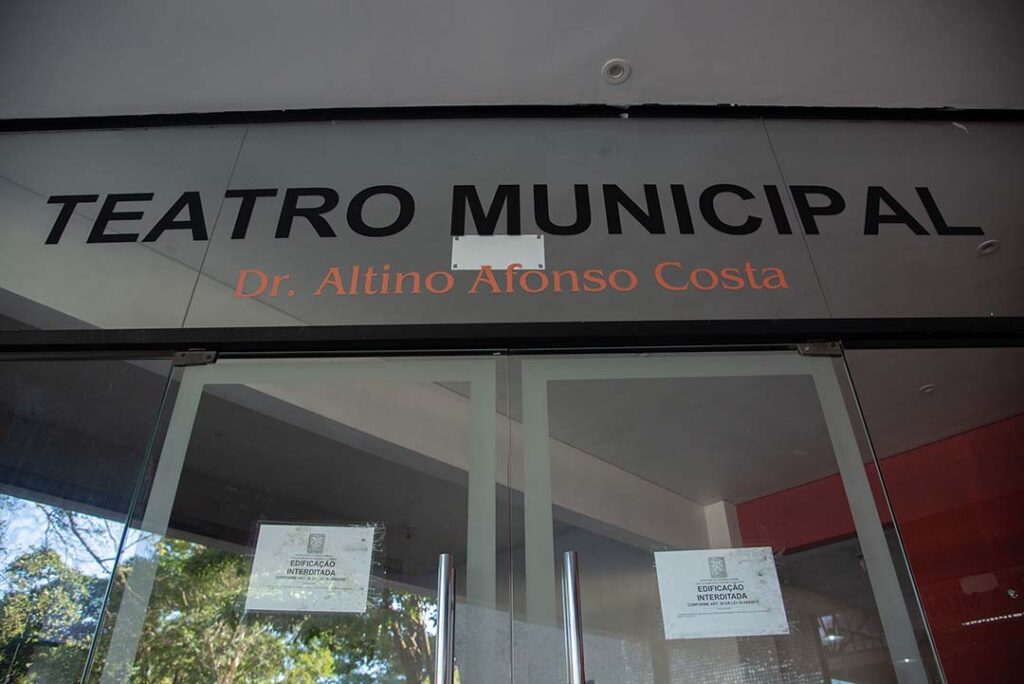 TEATRO MUNICIPAL
Dr. Altino Afonso Costa
EDIFICAÇÃO
INTERDITADA
EDIFICAÇÃO
INTERDITADA